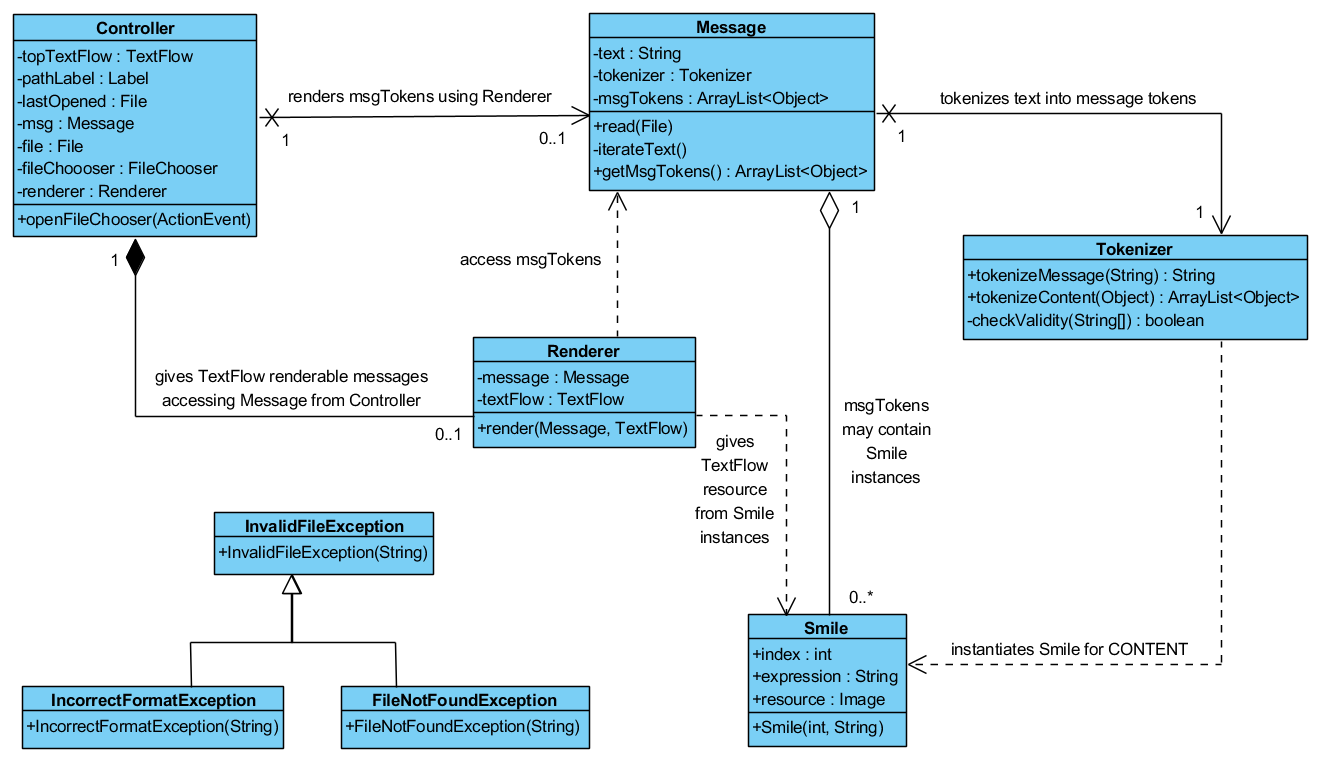 Controller
-topTextFlow : TextFlow
-pathLabel : Label
-lastOpened : File
-msg : Message
-file : File
-fileChoooser : FileChooser
-renderer : Renderer
+openFileChooser(ActionEvent)
renders msgTokens using Renderer
1
0..1
Message
-text : String
-tokenizer : Tokenizer
-msgTokens : ArrayList<Object>
+read(File)
-iterateText()
+getMsgTokens() : ArrayList<Object>
tokenizes text into message tokens
1
1
Tokenizer
+tokenizeMessage(String) : String
+tokenizeContent(Object) : ArrayList<Object>
-checkValidity(String[]) : boolean
1
gives TextFlow renderable messages
accessing Message from Controller
0..1
access msgTokens
Renderer
-message : Message
-textFlow : TextFlow
+render(Message, TextFlow)
gives
TextFlow
resource
from Smile
instances
1
msgTokens
may contain
Smile
instances
0..*
Smile
+index : int
+expression : String
+resource : Image
+Smile(int, String)
instantiates Smile for CONTENT
InvalidFileException
+InvalidFileException(String)
IncorrectFormatException
+IncorrectFormatException(String)
FileNotFoundException
+FileNotFoundException(String)